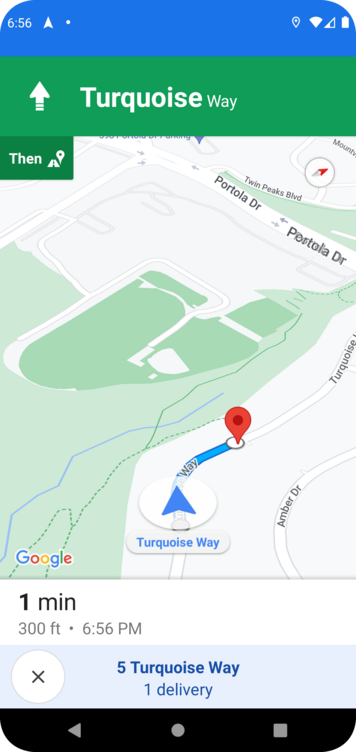 6:56
Turquoise Way
Then
Portola Dr Parking
Mountv
Twin Peaks Blvd
Portola Dr
Portola Dr
Turquoise
Amber Dr
Way
Turquoise Way
Google
1 min
300 ft • 6:56 PM
5 Turquoise Way
1 delivery